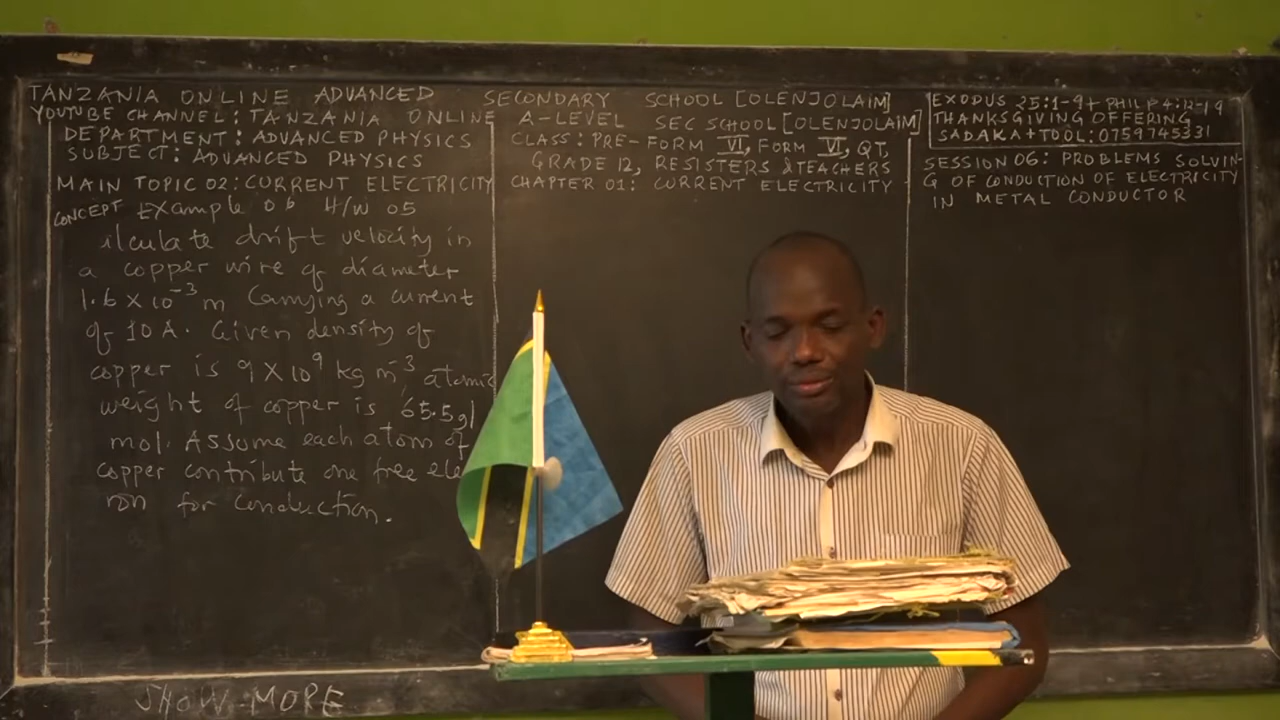 TANZANIA ONLINE ADVANCED SECONDARY SCHOOL [OLENJOLAIM]
YOUTUBE CHANNEL: TANZANIA ONLINE A-LEVEL SEC SCHOOL [OLENJOLAIM]
DEPARTMENT: ADVANCED PHYSICS
SUBJECT: ADVANCED PHYSICS
MAIN TOPIC 02: CURRENT ELECTRICITY
CONCEPT Example 06 H/W 05
alculate drift velocity in
a copper wire of diameter
1.6 X 10⁻³ m Carrying a current
of 10 A. Given density of
copper is 9 X 10⁹ kg m⁻³, atomic
weight of copper is 65.5g/
mol. Assume each atom of
copper contribute one free ele
ron for conduction.
SHOW MORE
CLASS: PRE-FORM VI, FORM VI, QT,
GRADE 12, RESISTERS & TEACHERS
CHAPTER 01: CURRENT ELECTRICITY
EXODUS 25:1-9 + PHILP 4:12-19
THANKSGIVING OFFERING
SADAKA + TOOL: 0759745331
SESSION 06: PROBLEMS SOLVIN-
G OF CONDUCTION OF ELECTRICITY
IN METAL CONDUCTOR